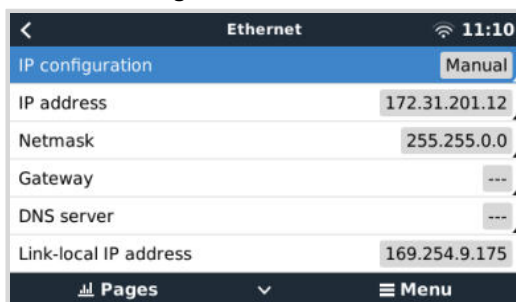 Ethernet 11:10
IP configuration Manual
IP address 172.31.201.12
Netmask 255.255.0.0
Gateway ---
DNS server ---
Link-local IP address 169.254.9.175
Pages Menu